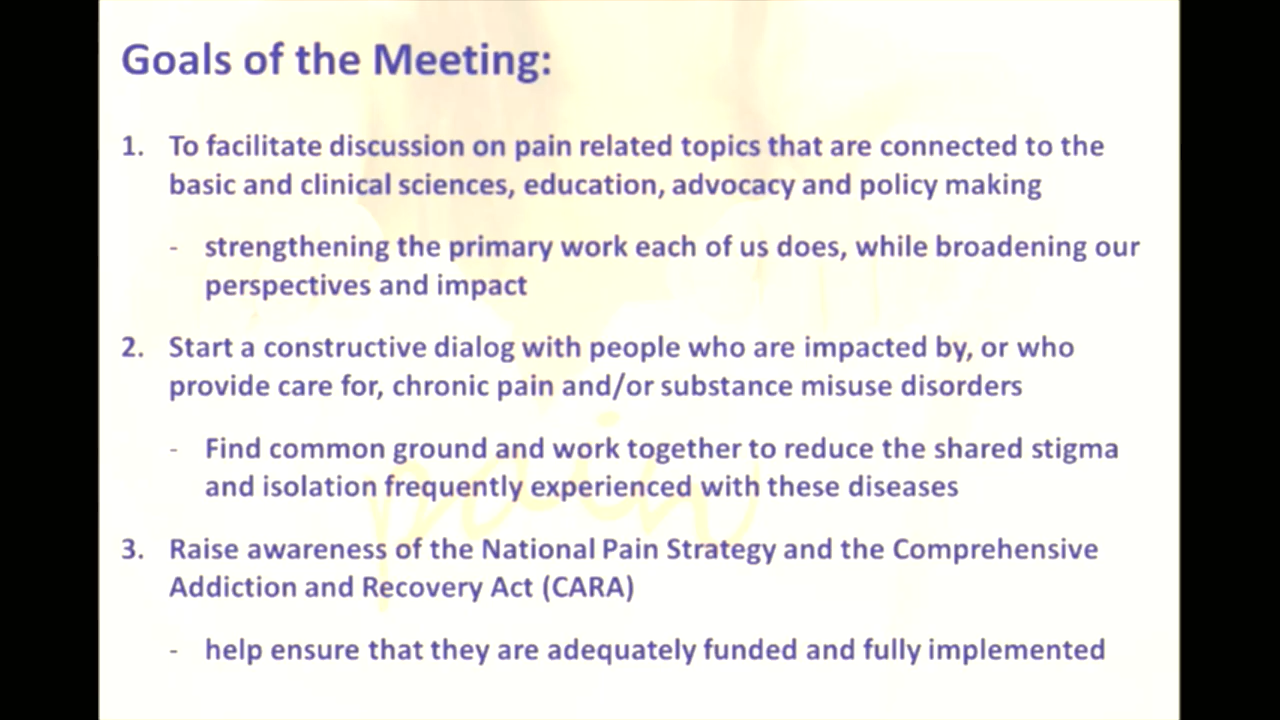 Goals of the Meeting:
1. To facilitate discussion on pain related topics that are connected to the
basic and clinical sciences, education, advocacy and policy making
- strengthening the primary work each of us does, while broadening our
perspectives and impact
2. Start a constructive dialog with people who are impacted by, or who
provide care for, chronic pain and/or substance misuse disorders
- Find common ground and work together to reduce the shared stigma
and isolation frequently experienced with these diseases
pain
3. Raise awareness of the National Pain Strategy and the Comprehensive
Addiction and Recovery Act (CARA)
- help ensure that they are adequately funded and fully implemented